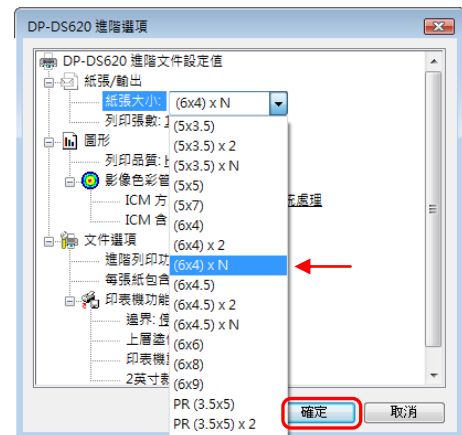 DP-DS620 進階選項
DP-DS620 進階文件設定值
紙張/輸出
紙張大小: (6x4) x N
列印張數:
(5x3.5)
圖形
(5x3.5) x 2
列印品質:
(5x3.5) x N
影像色彩管
(5x5)
ICM 方
(5x7)
處理
ICM 含
(6x4)
文件選項
(6x4) x 2
進階列印功
(6x4) x N
每張紙包含
(6x4.5)
印表機功能
(6x4.5) x 2
邊界:
(6x4.5) x N
上層塗
(6x6)
印表機
(6x8)
2英寸裁
(6x9)
PR (3.5x5)
PR (3.5x5) x 2
確定
取消